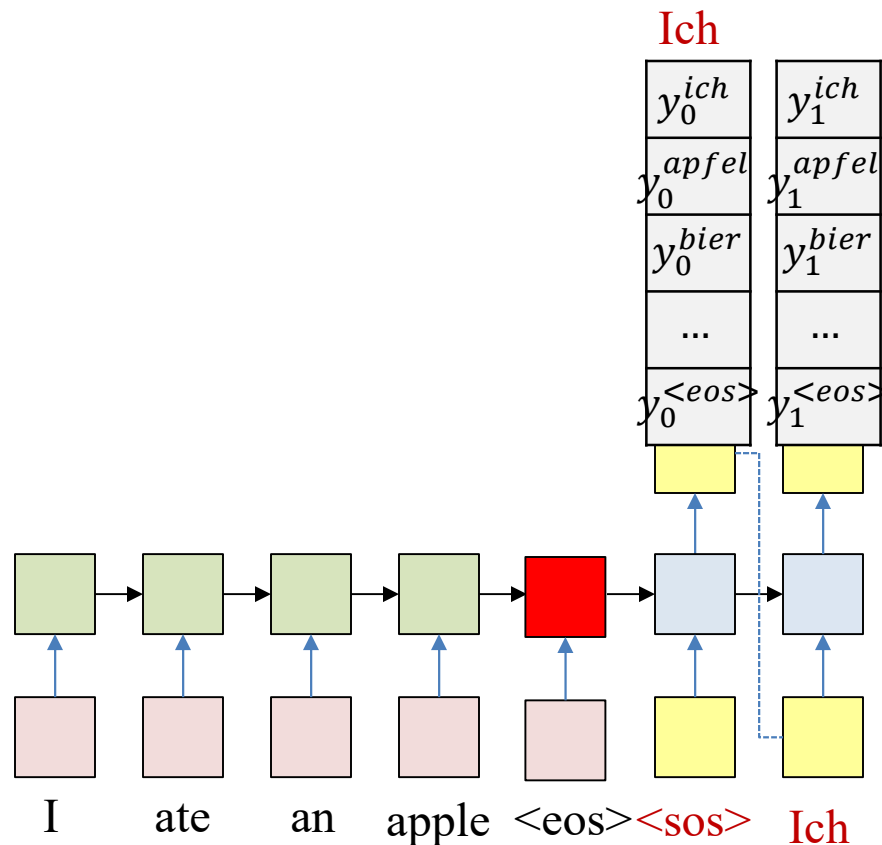 Ich
y_0^{ich} y_1^{ich}
y_0^{apfel} y_1^{apfel}
y_0^{bier} y_1^{bier}
... ...
y_0^{<eos>} y_1^{<eos>}
I ate an apple <eos> <sos> Ich